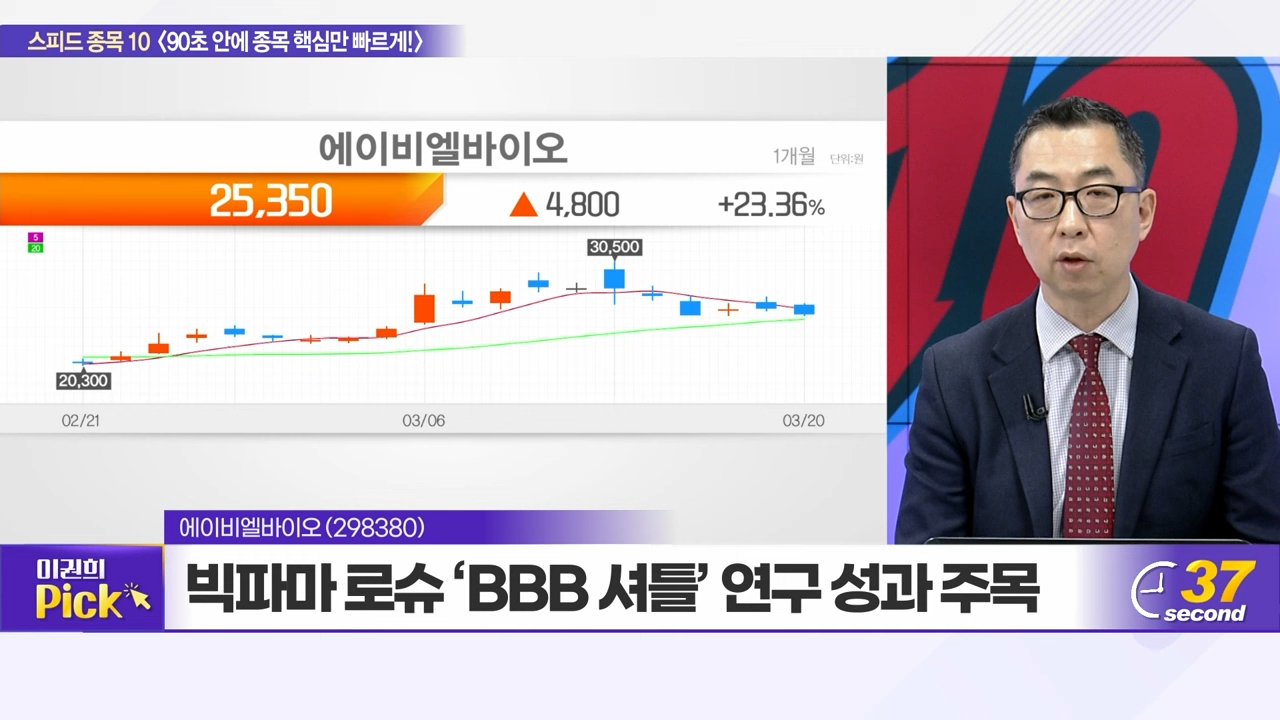 스피드 종목 10 <90초 안에 종목 핵심만 빠르게!>
에이비엘바이오
1개월 단위:원
25,350 ▲ 4,800 +23.36%
5
20
30,500
20,300
02/21 03/06 03/20
에이비엘바이오(298380)
이권희
Pick
빅파마 로슈 ‘BBB 셔틀’ 연구 성과 주목
37
second